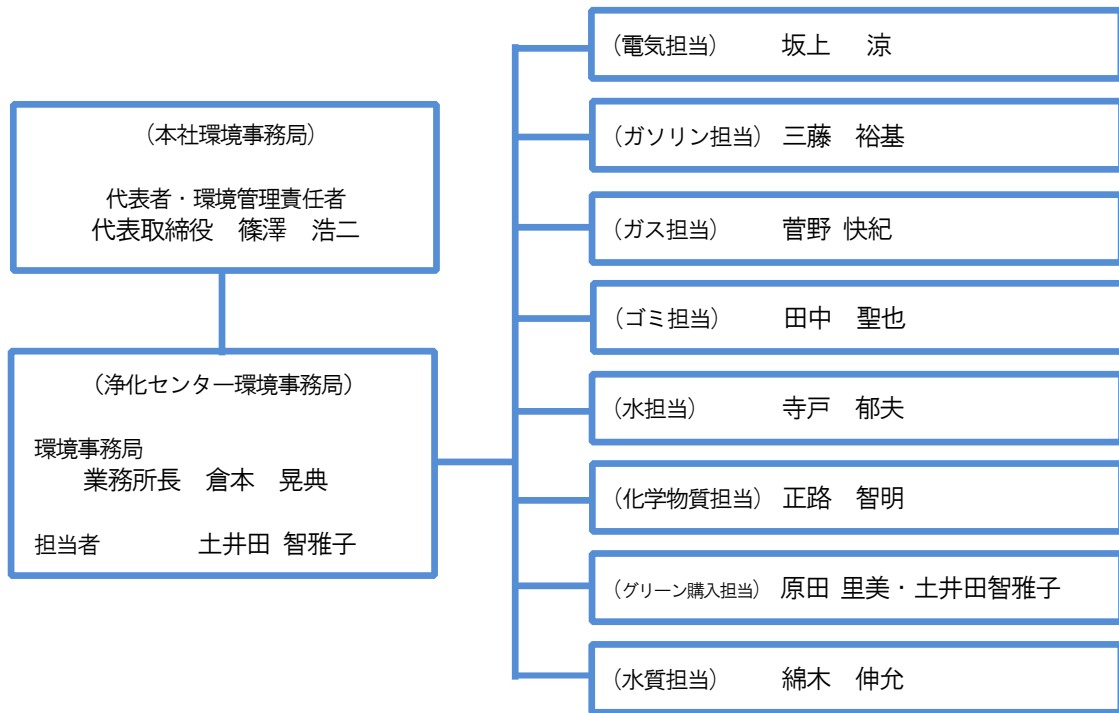 (本社環境事務局)
代表者・環境管理責任者
代表取締役 篠澤 浩二
(浄化センター環境事務局)
環境事務局
業務所長 倉本 晃典
担当者 土井田 智雅子
(電気担当) 坂上 涼
(ガソリン担当) 三藤 裕基
(ガス担当) 菅野 快紀
(ゴミ担当) 田中 聖也
(水担当) 寺戸 郁夫
(化学物質担当) 正路 智明
(グリーン購入担当) 原田 里美・土井田智雅子
(水質担当) 綿木 伸允